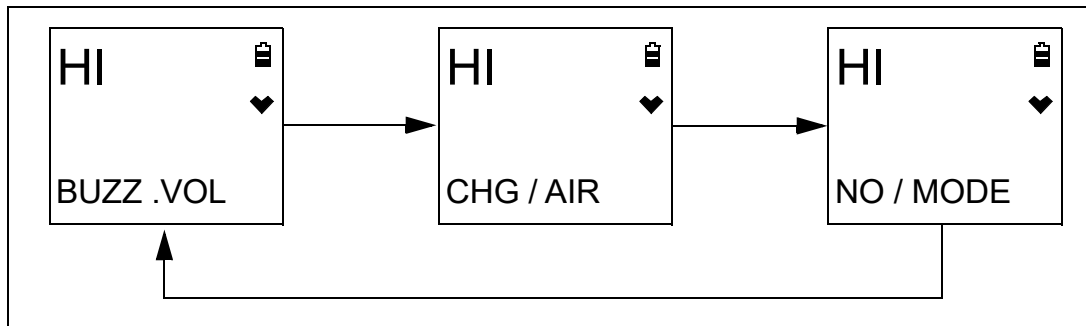 HI
BUZZ .VOL
HI
CHG / AIR
HI
NO / MODE